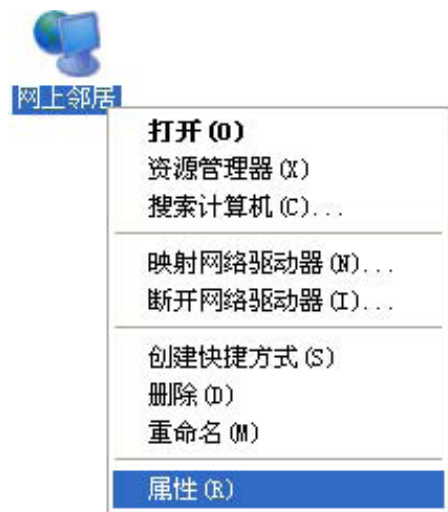 网上邻居
打开(O)
资源管理器(X)
搜索计算机(C)...
映射网络驱动器(N)...
断开网络驱动器(I)...
创建快捷方式(S)
删除(D)
重命名(M)
属性(R)